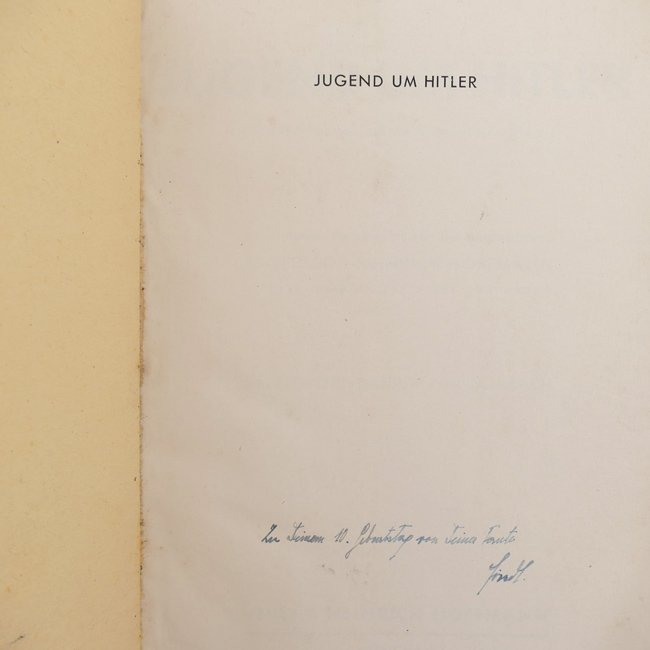 JUGEND UM HITLER
Zu Deinem 10. Geburtstag von Deiner Tante